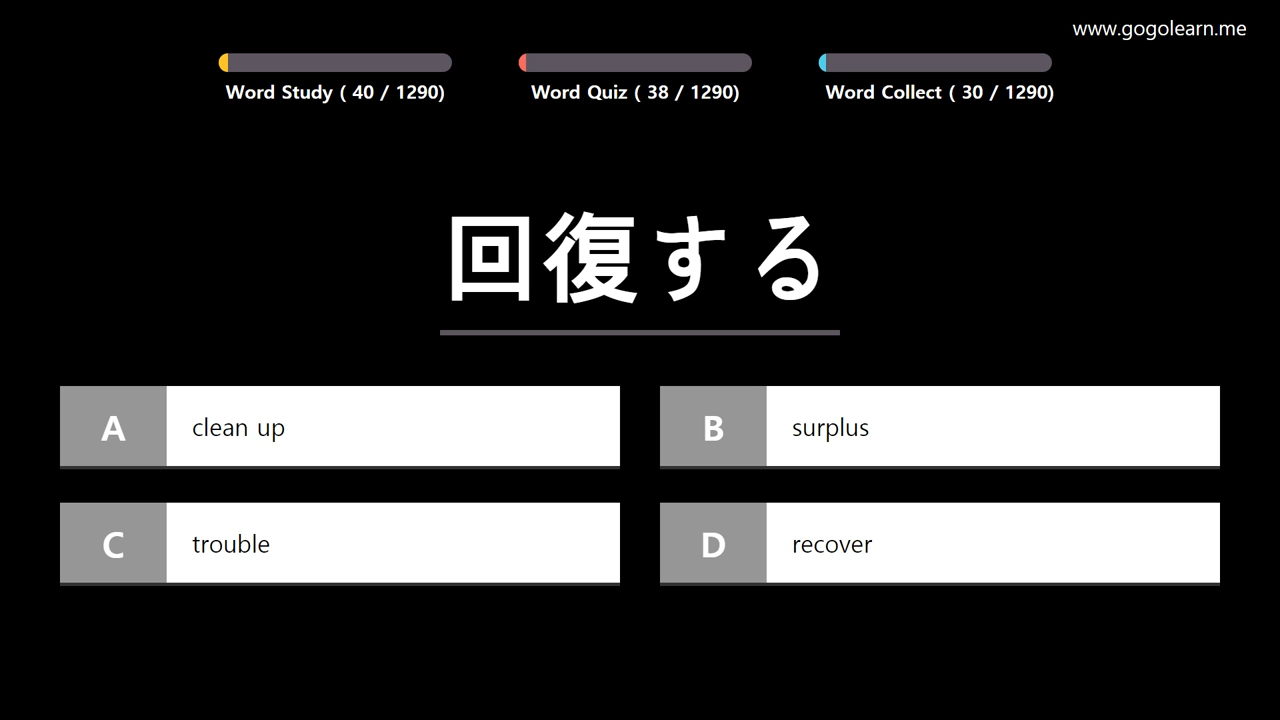 www.gogolearn.me
Word Study ( 40 / 1290)
Word Quiz ( 38 / 1290)
Word Collect ( 30 / 1290)
回復する
A clean up
B surplus
C trouble
D recover